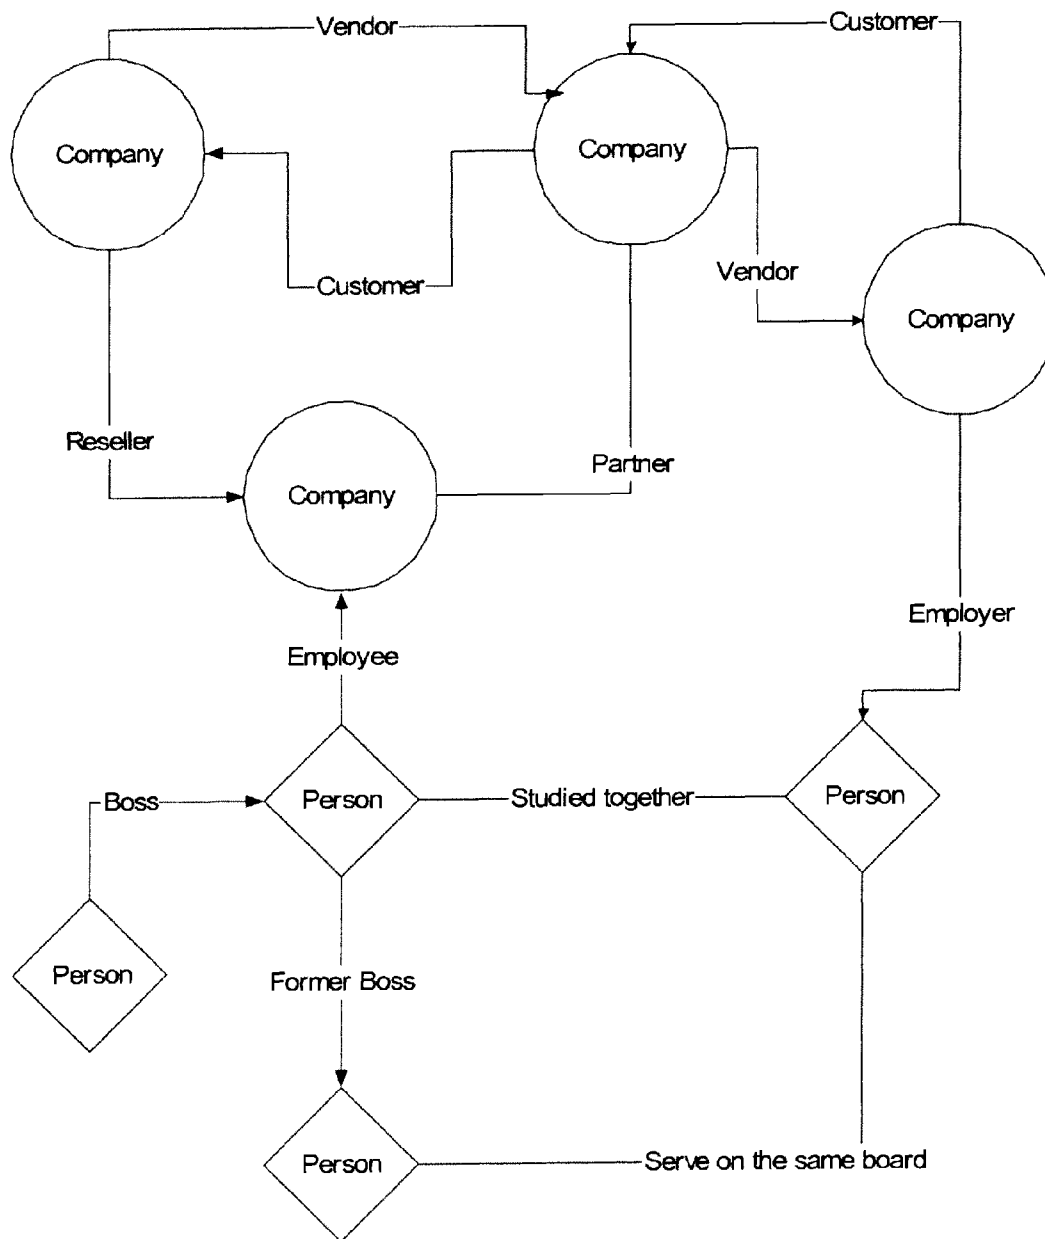 Vendor
Customer
Company
Company
Vendor
Customer
Company
Reseller
Partner
Company
Employer
Employee
Person
Boss
Person
Studied together
Person
Former Boss
Person
Serve on the same board